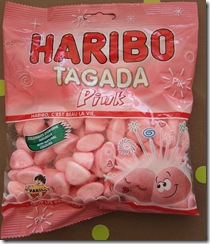 HARIBO
TAGADA
Pink
HARIBO, C'EST BEAU LA VIE